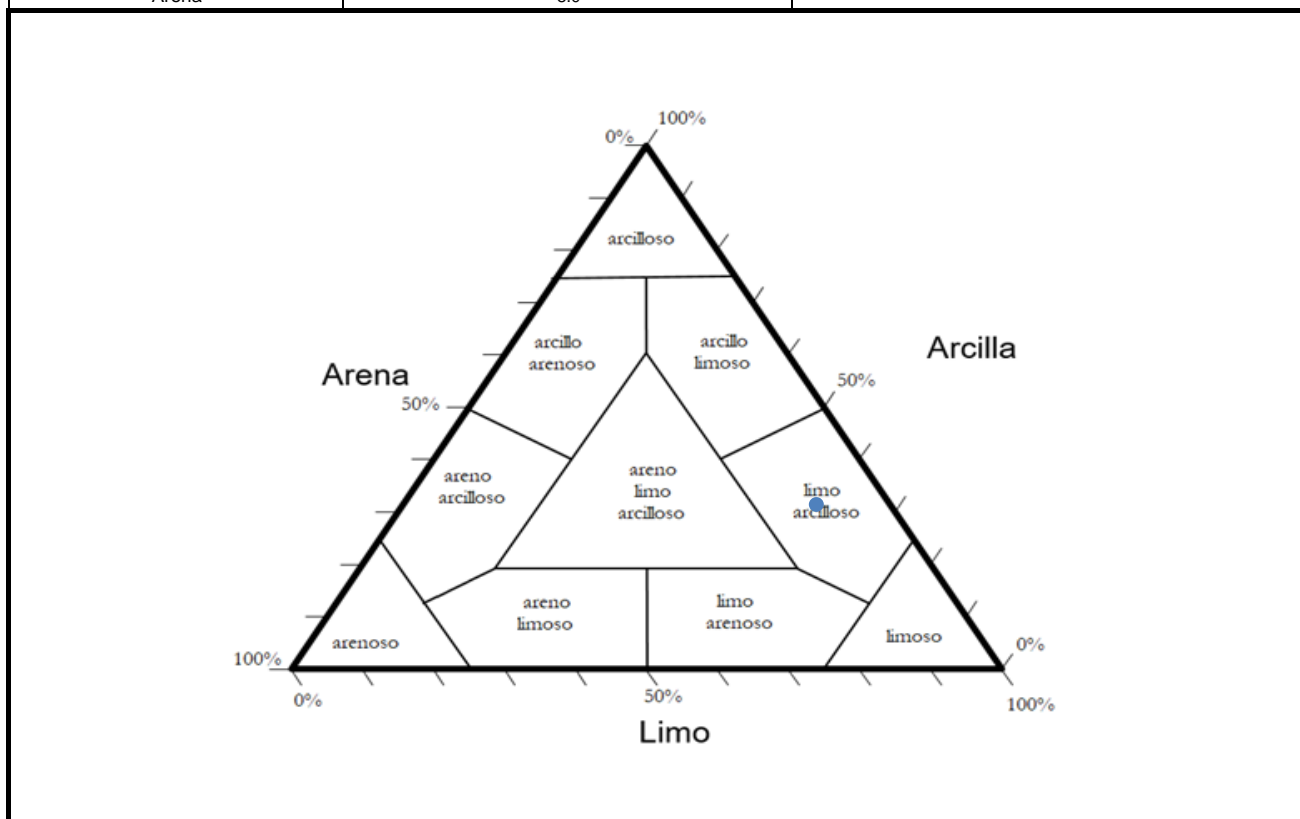 Arena
100%
0%
arcilloso
arcillo
arenoso
arcillo
limoso
Arcilla
Arena
50%
50%
areno
limo
arcilloso
areno
arcilloso
limo
arcilloso
areno
limoso
limo
arenoso
arenoso
limoso
100%
0%
0%
50%
100%
Limo